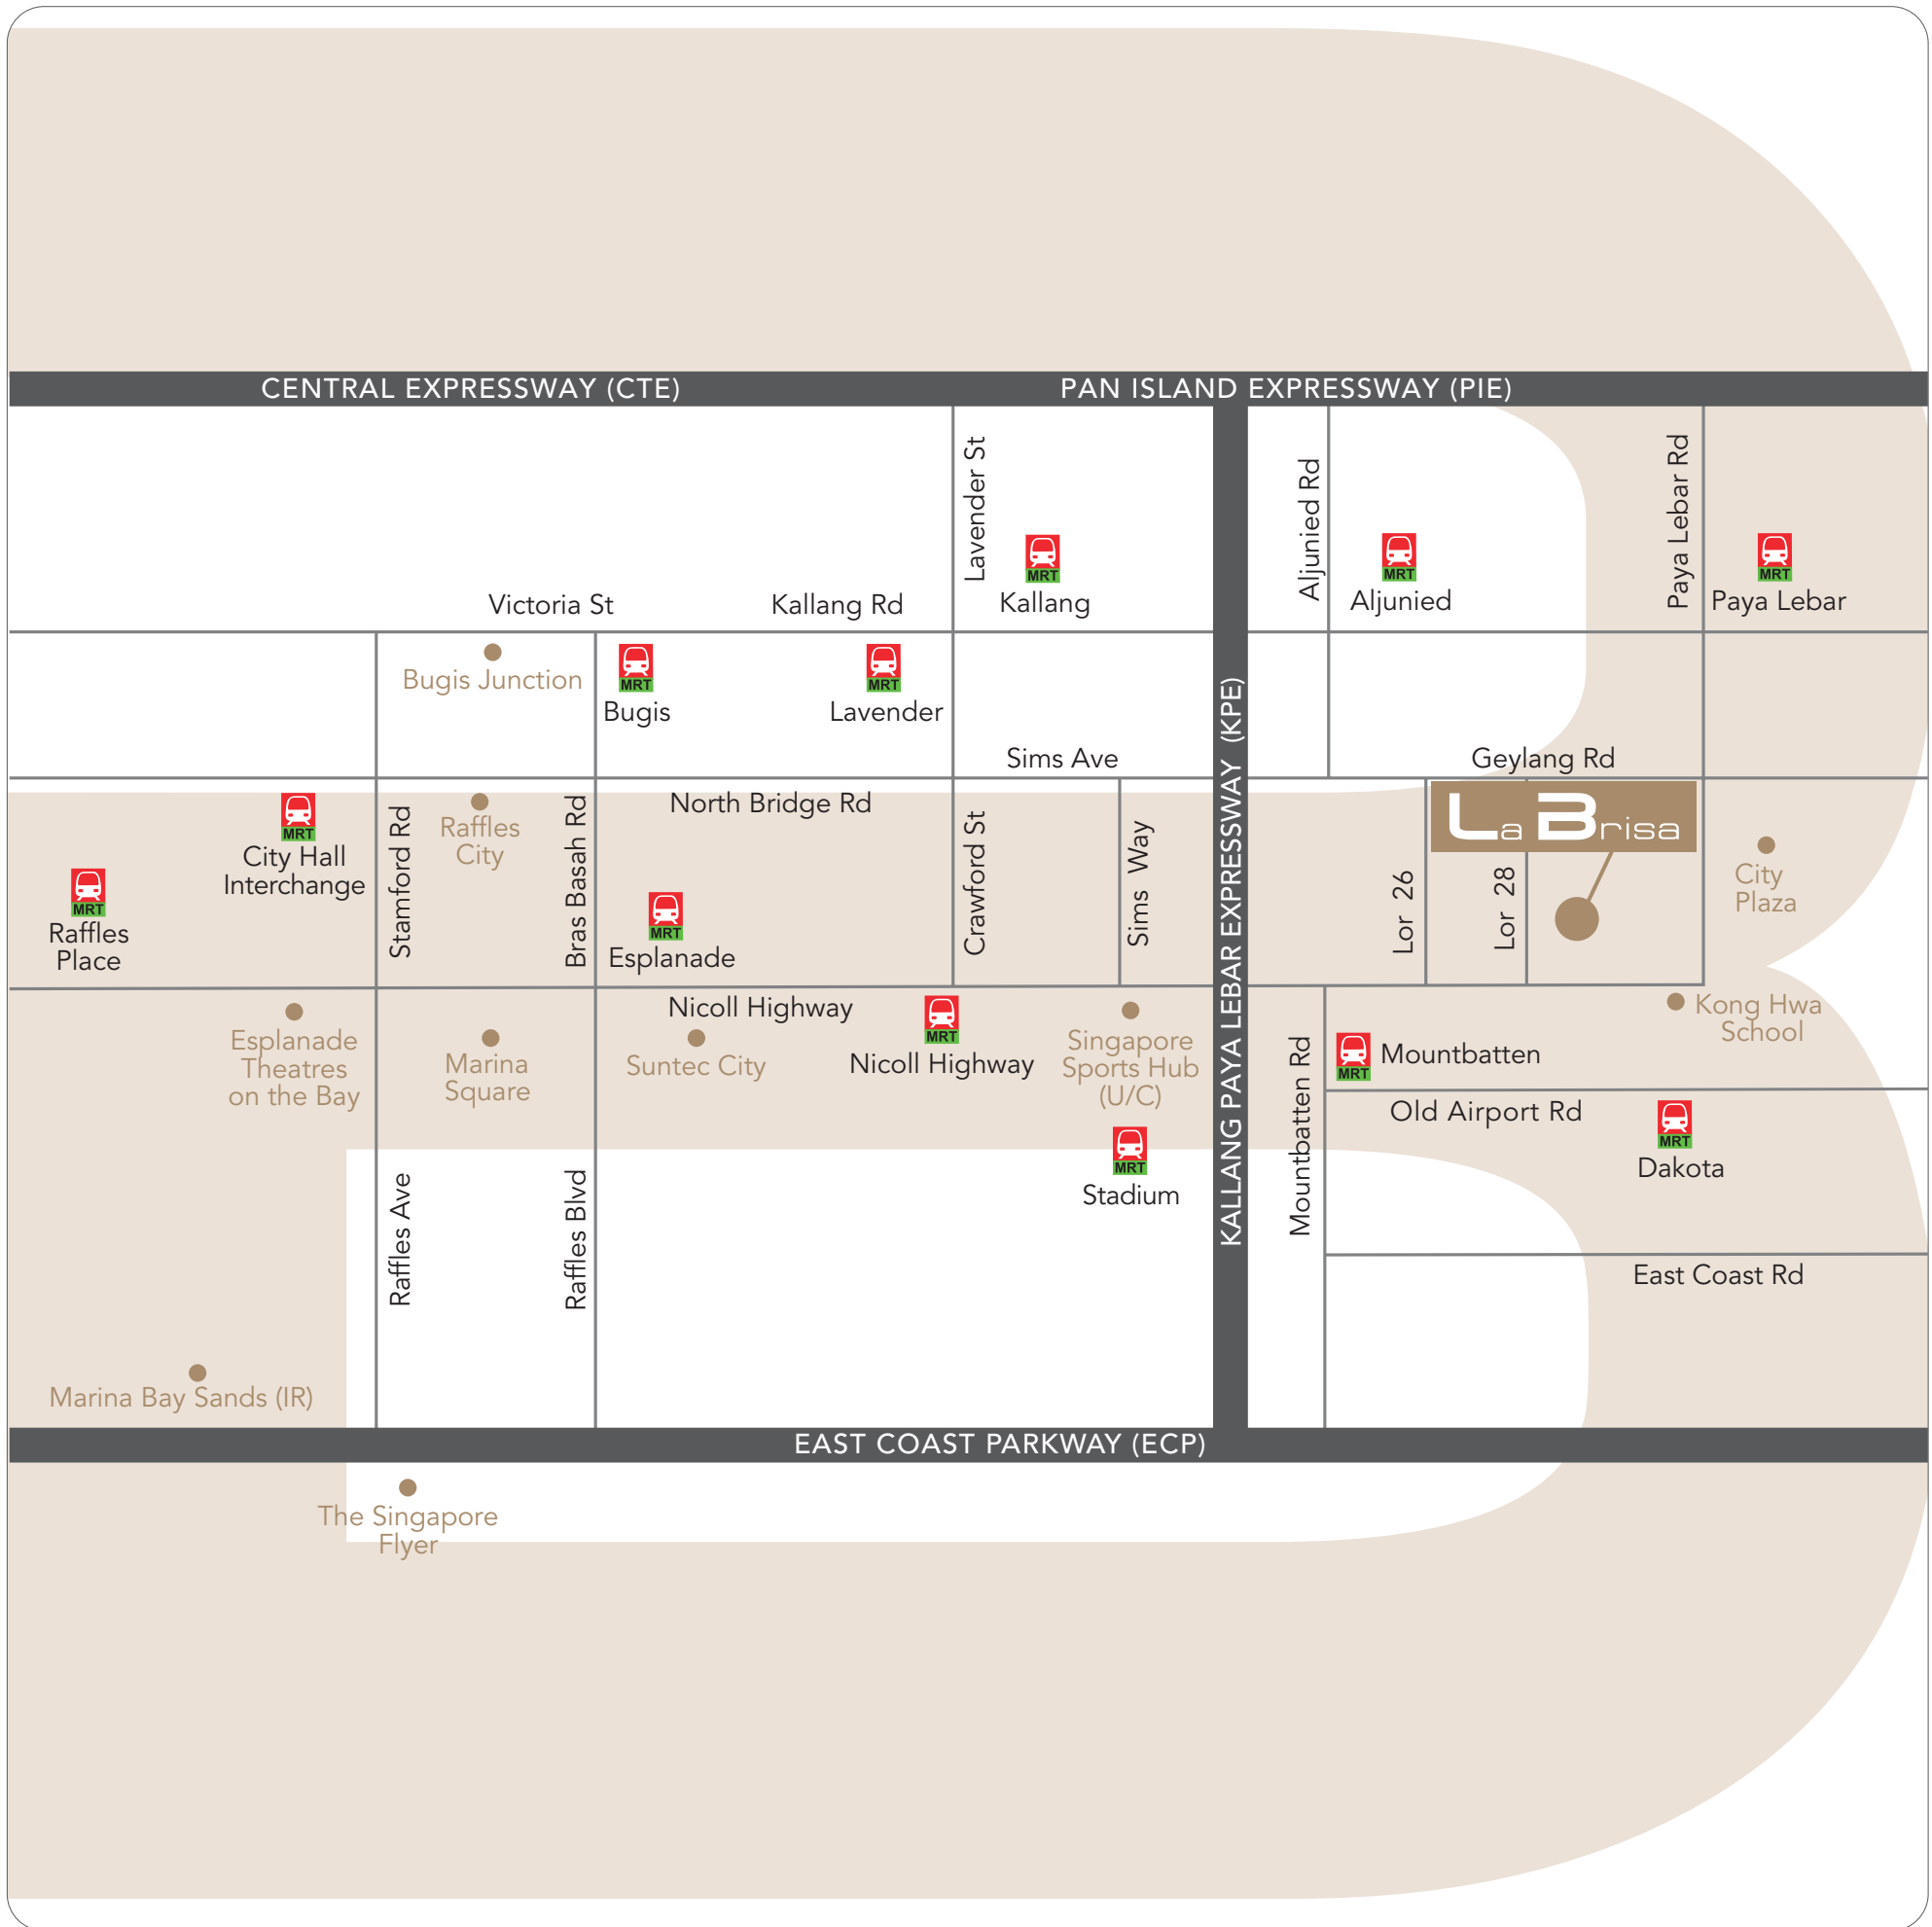 CENTRAL EXPRESSWAY (CTE)
PAN ISLAND EXPRESSWAY (PIE)
Lavender St
Aljunied Rd
Paya Lebar Rd
MRT
Kallang
MRT
Aljunied
MRT
Paya Lebar
Victoria St
Kallang Rd
Bugis Junction
MRT
Bugis
MRT
Lavender
KALLANG PAYA LEBAR EXPRESSWAY (KPE)
Sims Ave
Geylang Rd
MRT
City Hall
Interchange
MRT
Raffles
Place
Stamford Rd
Raffles
City
Bras Basah Rd
North Bridge Rd
MRT
Esplanade
Crawford St
Sims Way
Lor 26
Lor 28
La Brisa
City
Plaza
Esplanade
Theatres
on the Bay
Marina
Square
Nicoll Highway
Suntec City
MRT
Nicoll Highway
Singapore
Sports Hub
(U/C)
MRT
Stadium
Mountbatten Rd
MRT
Mountbatten
Kong Hwa
School
Old Airport Rd
MRT
Dakota
Raffles Ave
Raffles Blvd
East Coast Rd
Marina Bay Sands (IR)
EAST COAST PARKWAY (ECP)
The Singapore
Flyer